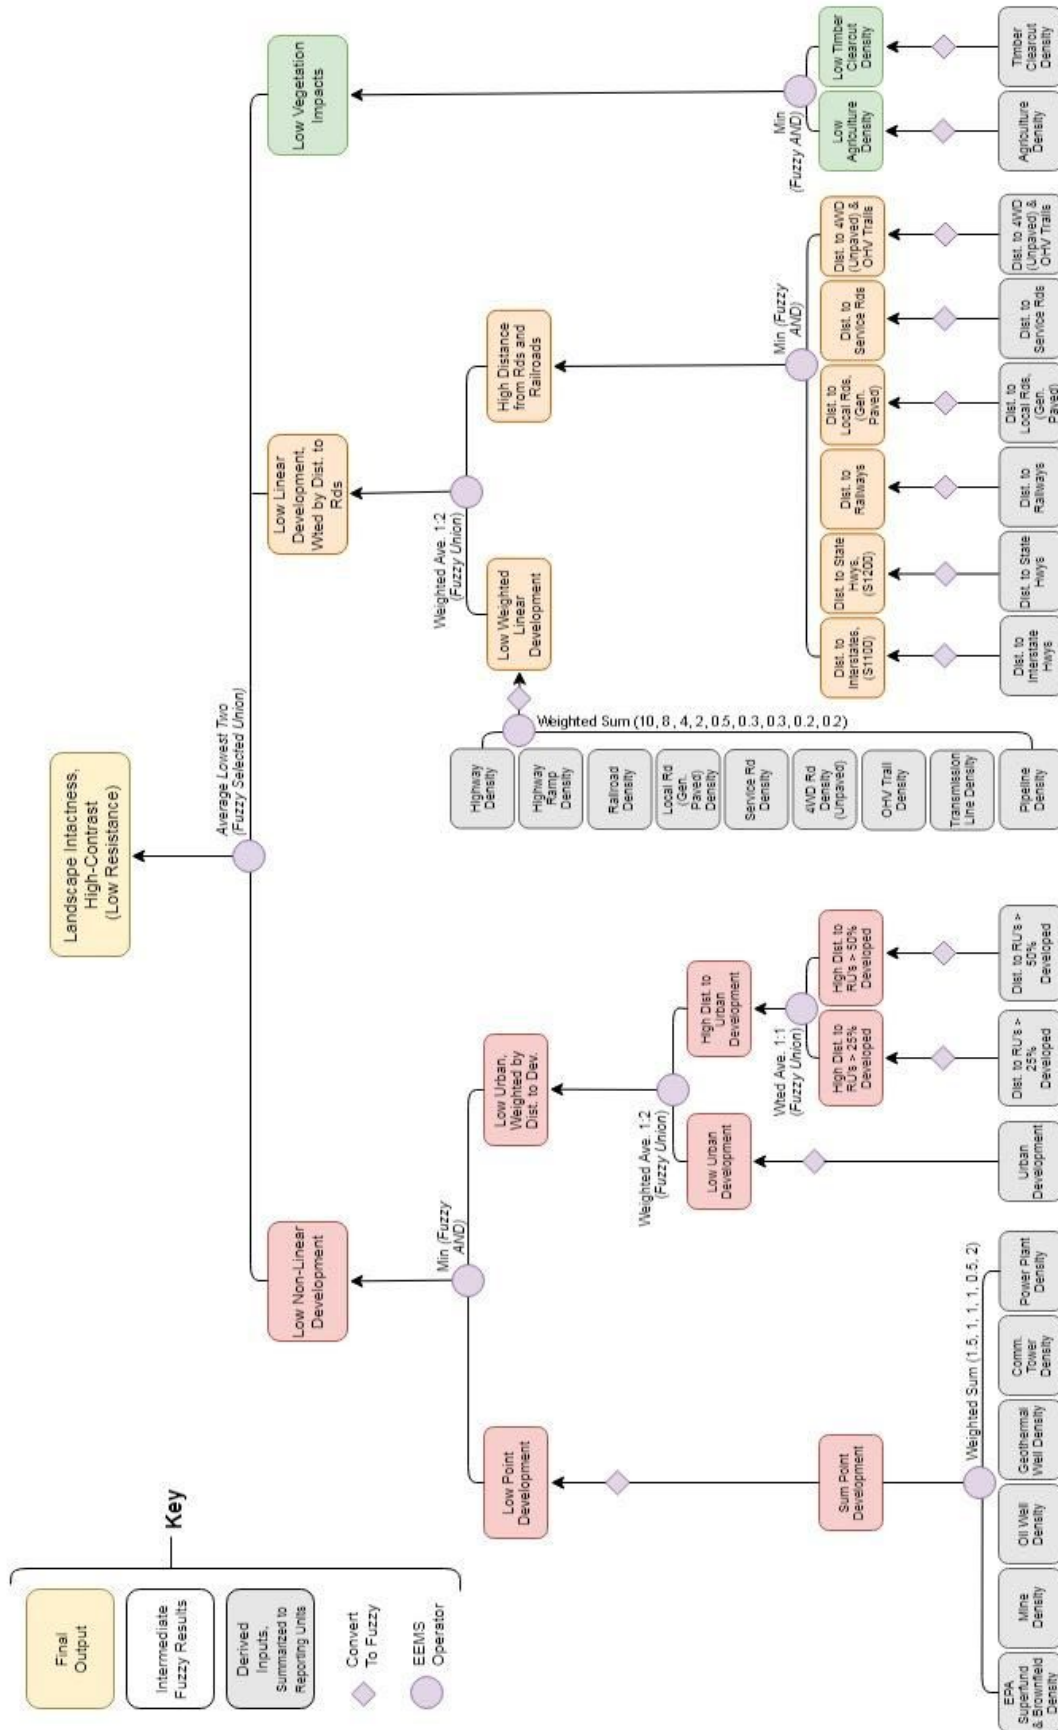 Key
Final
Output
Intermediate
Fuzzy Results
Derived
Inputs,
Summarized to
Reporting Units
Convert
To Fuzzy
EEMS
Operator
Landscape Intactness,
High-Contrast
(Low Resistance)
Average Lowest Two
(Fuzzy Selected Union)
Low Non-Linear
Development
Low Linear
Development,
Wted by Dist. to
Rds
Low Vegetation
Impacts
Min (Fuzzy
AND)
Weighted Ave. 1:2
(Fuzzy Union)
Low Point
Development
Low Urban,
Weighted by
Dist. to Dev.
Low Weighted
Linear
Development
High Distance
from Rds and
Railroads
Weighted Ave. 1:2
(Fuzzy Union)
Low Urban
Development
High Dist. to
Urban
Development
Wted Ave. 1:1
(Fuzzy Union)
High Dist. to
RU's > 25%
Developed
High Dist. to
RU's > 50%
Developed
Sum Point
Development
Weighted Sum (1.5, 1, 1, 1, 0.5, 2)
EPA
Superfund
& Brownfield
Density
Mine Density
Oil Well
Density
Geothermal
Well Density
Comm.
Tower
Density
Power Plant
Density
Urban
Development
Dist. to RU's >
25%
Developed
Dist. to RU's >
50%
Developed
Highway
Density
Highway
Ramp
Density
Railroad
Density
Local Rd
(Gen.
Paved)
Density
Service Rd
Density
4WD Rd
Density
(Unpaved)
OHV Trail
Density
Transmission
Line Density
Pipeline
Density
Weighted Sum (10, 8, 4, 2, 0.5, 0.3, 0.3, 0.2, 0.2)
Min (Fuzzy
AND)
Dist. to
Interstates,
(S1100)
Dist. to State
Hwys,
(S1200)
Dist. to
Railways
Dist. to
Local Rds,
(Gen.
Paved)
Dist. to
Service Rds
Dist. to 4WD
(Unpaved) &
OHV Trails
Dist. to
Interstate
Hwys
Dist. to State
Hwys
Dist. to
Railways
Dist. to
Local Rds,
(Gen.
Paved)
Dist. to
Service Rds
Dist. to 4WD
(Unpaved) &
OHV Trails
Min
(Fuzzy AND)
Low
Agriculture
Density
Low Timber
Clearcut
Density
Agriculture
Density
Timber
Clearcut
Density